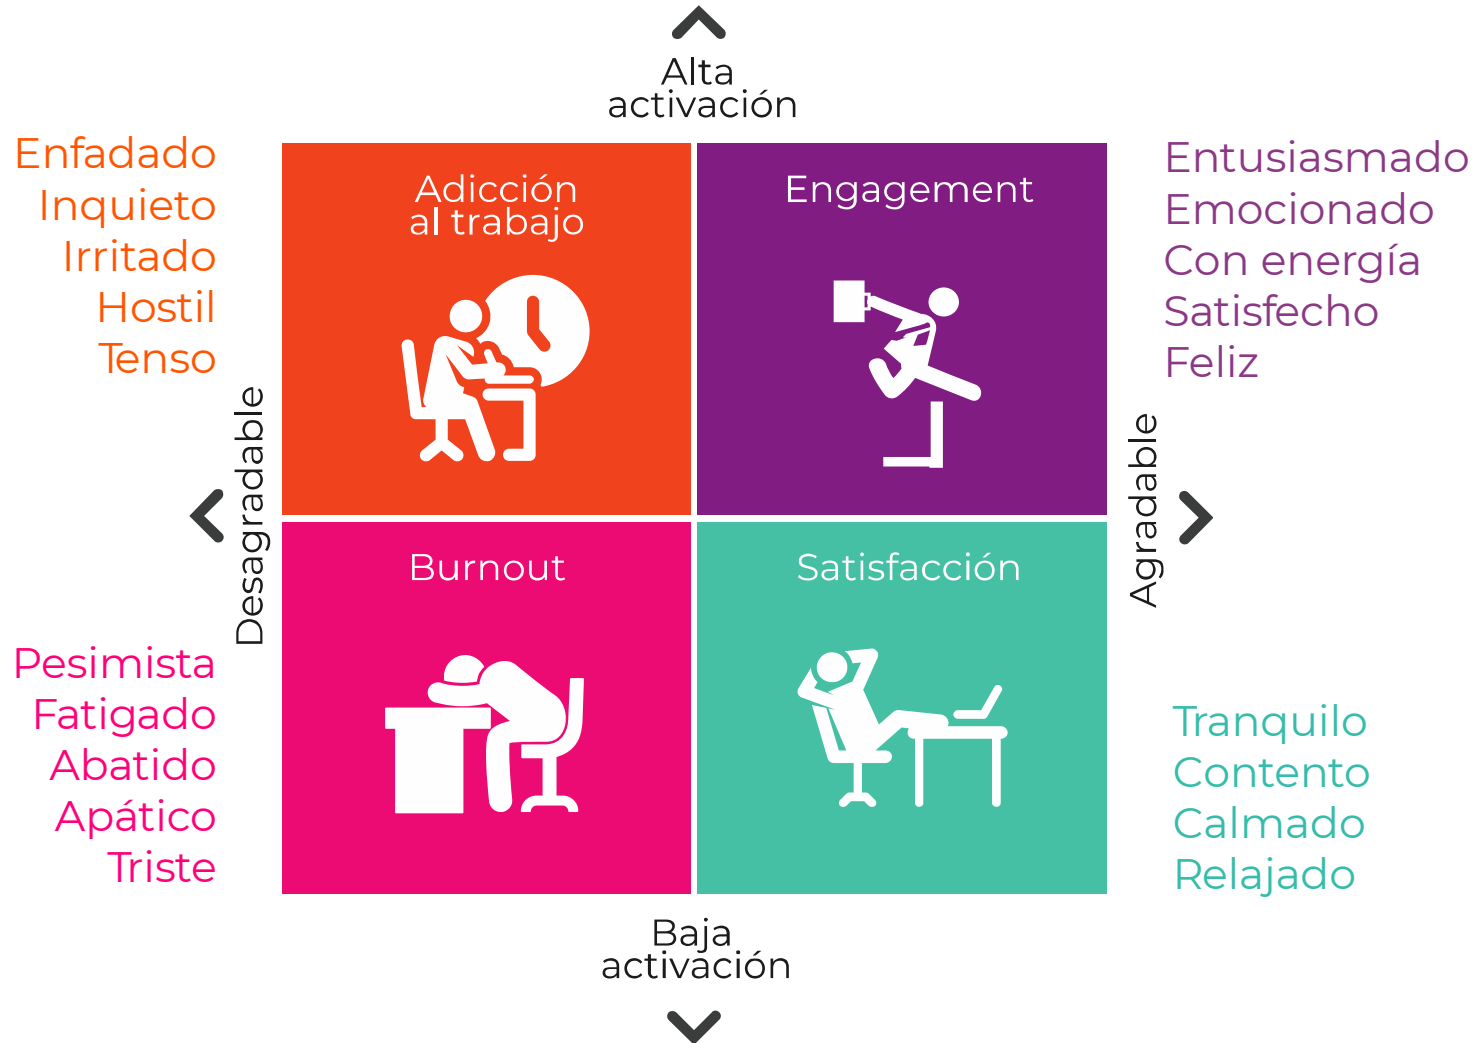 Alta
activación
Enfadado
Inquieto
Irritado
Hostil
Tenso
Adicción
al trabajo
Engagement
Entusiasmado
Emocionado
Con energía
Satisfecho
Feliz
Desagradable
Agradable
Burnout
Satisfacción
Pesimista
Fatigado
Abatido
Apático
Triste
Tranquilo
Contento
Calmado
Relajado
Baja
activación